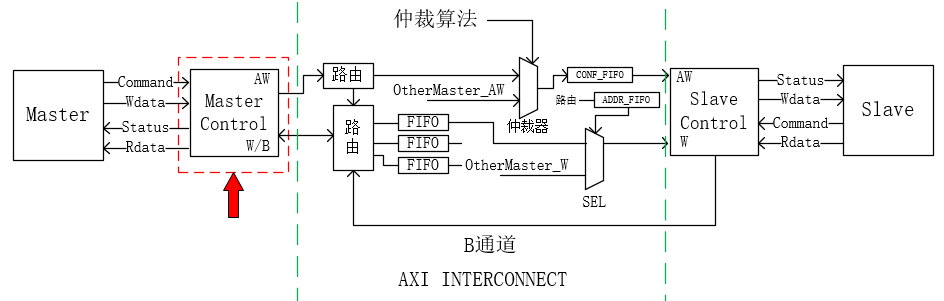 仲裁算法
Master
Command
Wdata
Status
Rdata
AW
Master
Control
W/B
路由
路
由
FIFO
FIFO
FIFO
OtherMaster_AW
仲裁器
CONF_FIFO
路由
ADDR_FIFO
OtherMaster_W
SEL
AW
Slave
Control
W
Status
Wdata
Command
Rdata
Slave
B通道
AXI INTERCONNECT